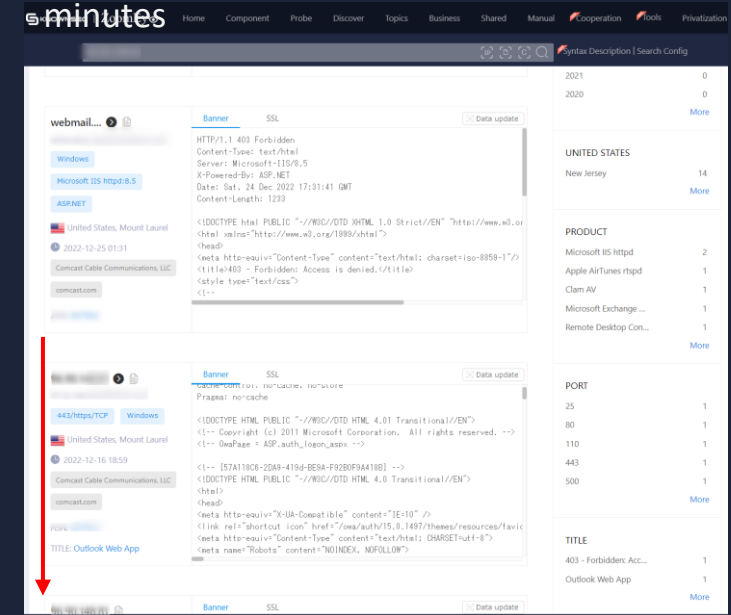 minutes
Home Component Probe Discover Topics Business Shared Manual Cooperation Tools Privatization
Syntax Description | Search Config
2021 0
2020 0
More
webmail....
Windows
Microsoft IIS httpd:8.5
ASP.NET
United States, Mount Laurel
2022-12-25 01:31
Comcast Cable Communications, LLC
comcast.com
Banner SSL Data update
HTTP/1.1 403 Forbidden
Content-Type: text/html
Server: Microsoft-IIS/8.5
X-Powered-By: ASP.NET
Date: Sat, 24 Dec 2022 17:31:41 GMT
Content-Length: 1233
<!DOCTYPE html PUBLIC "-//W3C//DTD XHTML 1.0 Strict//EN" "http://www.w3.or
<html xmlns="http://www.w3.org/1999/xhtml">
<head>
<meta http-equiv="Content-Type" content="text/html; charset=iso-8859-1"/>
<title>403 - Forbidden: Access is denied.</title>
<style type="text/css">
<!--
UNITED STATES
New Jersey 14
More
PRODUCT
Microsoft IIS httpd 2
Apple AirTunes rtspd 1
Clam AV 1
Microsoft Exchange ... 1
Remote Desktop Con... 1
More
443/https/TCP Windows
United States, Mount Laurel
2022-12-16 18:59
Comcast Cable Communications, LLC
comcast.com
TITLE: Outlook Web App
Banner SSL Data update
Cache-Control: no-cache, no-store
Pragma: no-cache
<!DOCTYPE HTML PUBLIC "-//W3C//DTD HTML 4.01 Transitional//EN">
<!-- Copyright (c) 2011 Microsoft Corporation. All rights reserved. -->
<!-- OwaPage = ASP.auth_logon_aspx -->
<!-- {57A118C6-2DA9-419d-BE9A-F92B0F9A418B} -->
<!DOCTYPE HTML PUBLIC "-//W3C//DTD HTML 4.0 Transitional//EN">
<html>
<head>
<meta http-equiv="X-UA-Compatible" content="IE=10" />
<link rel="shortcut icon" href="/owa/auth/15.0.1497/themes/resources/favic
<meta http-equiv="Content-Type" content="text/html; CHARSET=utf-8">
<meta name="Robots" content="NOINDEX, NOFOLLOW">
PORT
25 1
80 1
110 1
443 1
500 1
More
TITLE
403 - Forbidden: Acc... 1
Outlook Web App 1
More
Banner SSL Data update